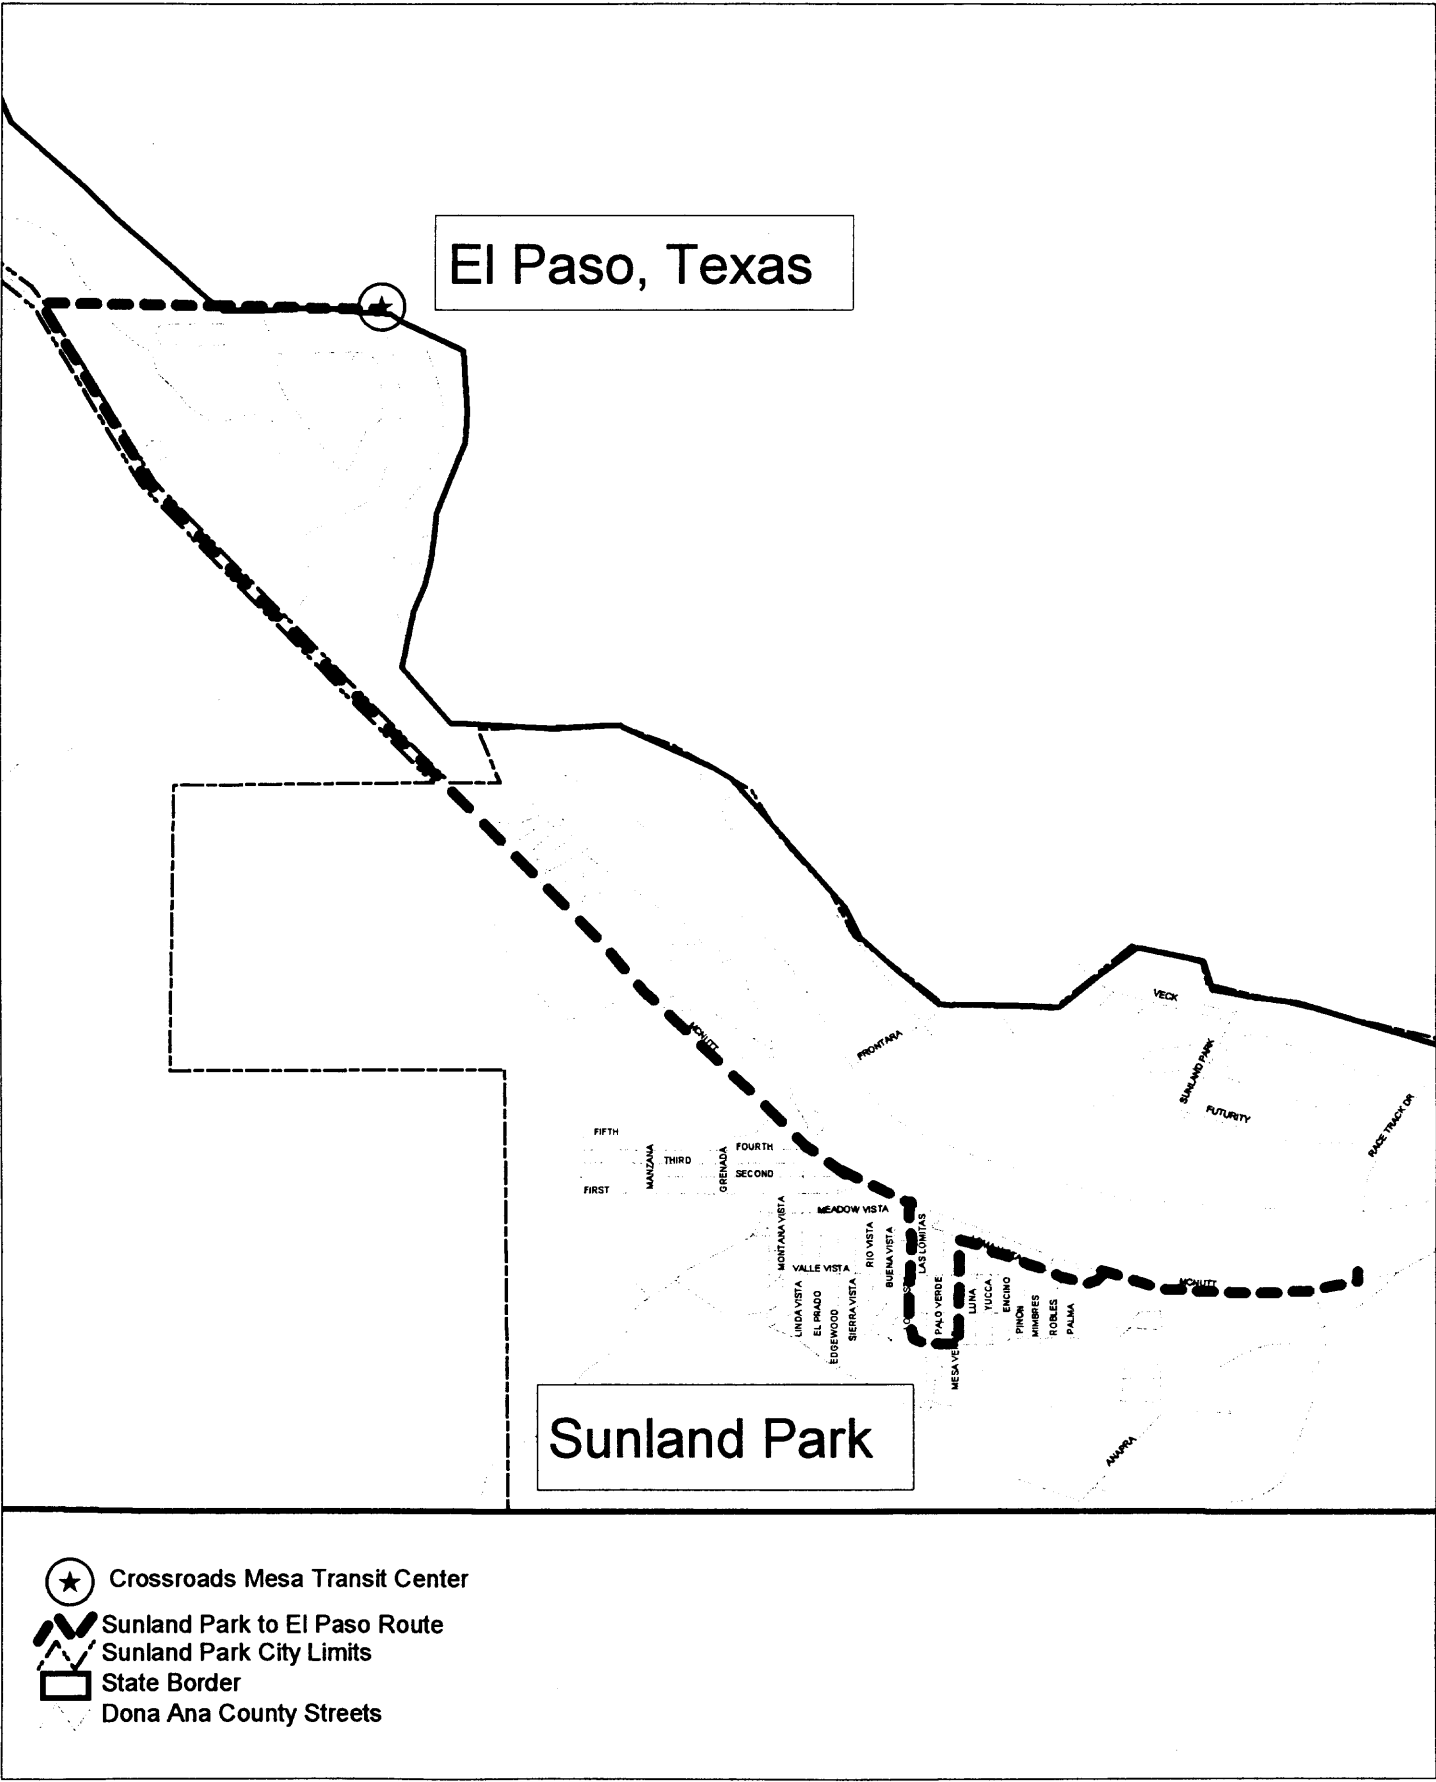 El Paso, Texas
VECK
MCNUTT
FRONTARA
SUNLAND PARK
FUTURITY
RACE TRACK DR
FIFTH
FOURTH
MANZANA
THIRD
GRENADA
SECOND
FIRST
MEADOW VISTA
MONTANA VISTA
RIO VISTA
BUENA VISTA
LAS LOMITAS
VALLE VISTA
MCNUTT
LINDA VISTA
EL PRADO
EDGEWOOD
SIERRA VISTA
PALO VERDE
LUNA
YUCCA
ENCINO
PINON
MIMBRES
ROBLES
PALMA
Sunland Park
ANAPRA
Crossroads Mesa Transit Center
Sunland Park to El Paso Route
Sunland Park City Limits
State Border
Dona Ana County Streets